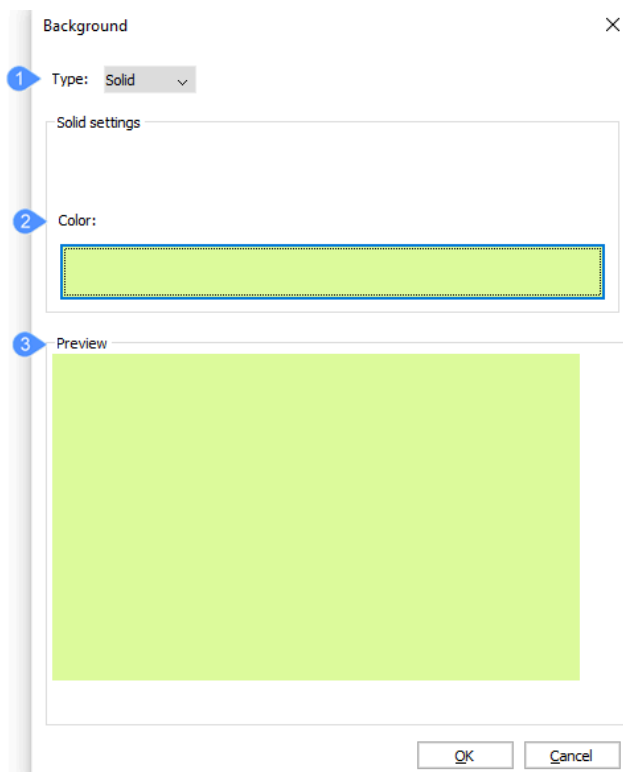 Background
1 Type: Solid
Solid settings
2 Color:
3 Preview
OK Cancel